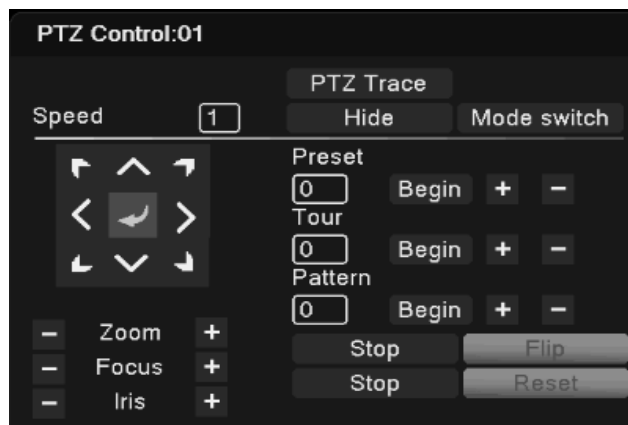 PTZ Control:01
PTZ Trace
Speed 1 Hide Mode switch
Preset
0 Begin + −
Tour
0 Begin + −
Pattern
0 Begin + −
− Zoom +
Stop Flip
− Focus +
Stop Reset
− Iris +